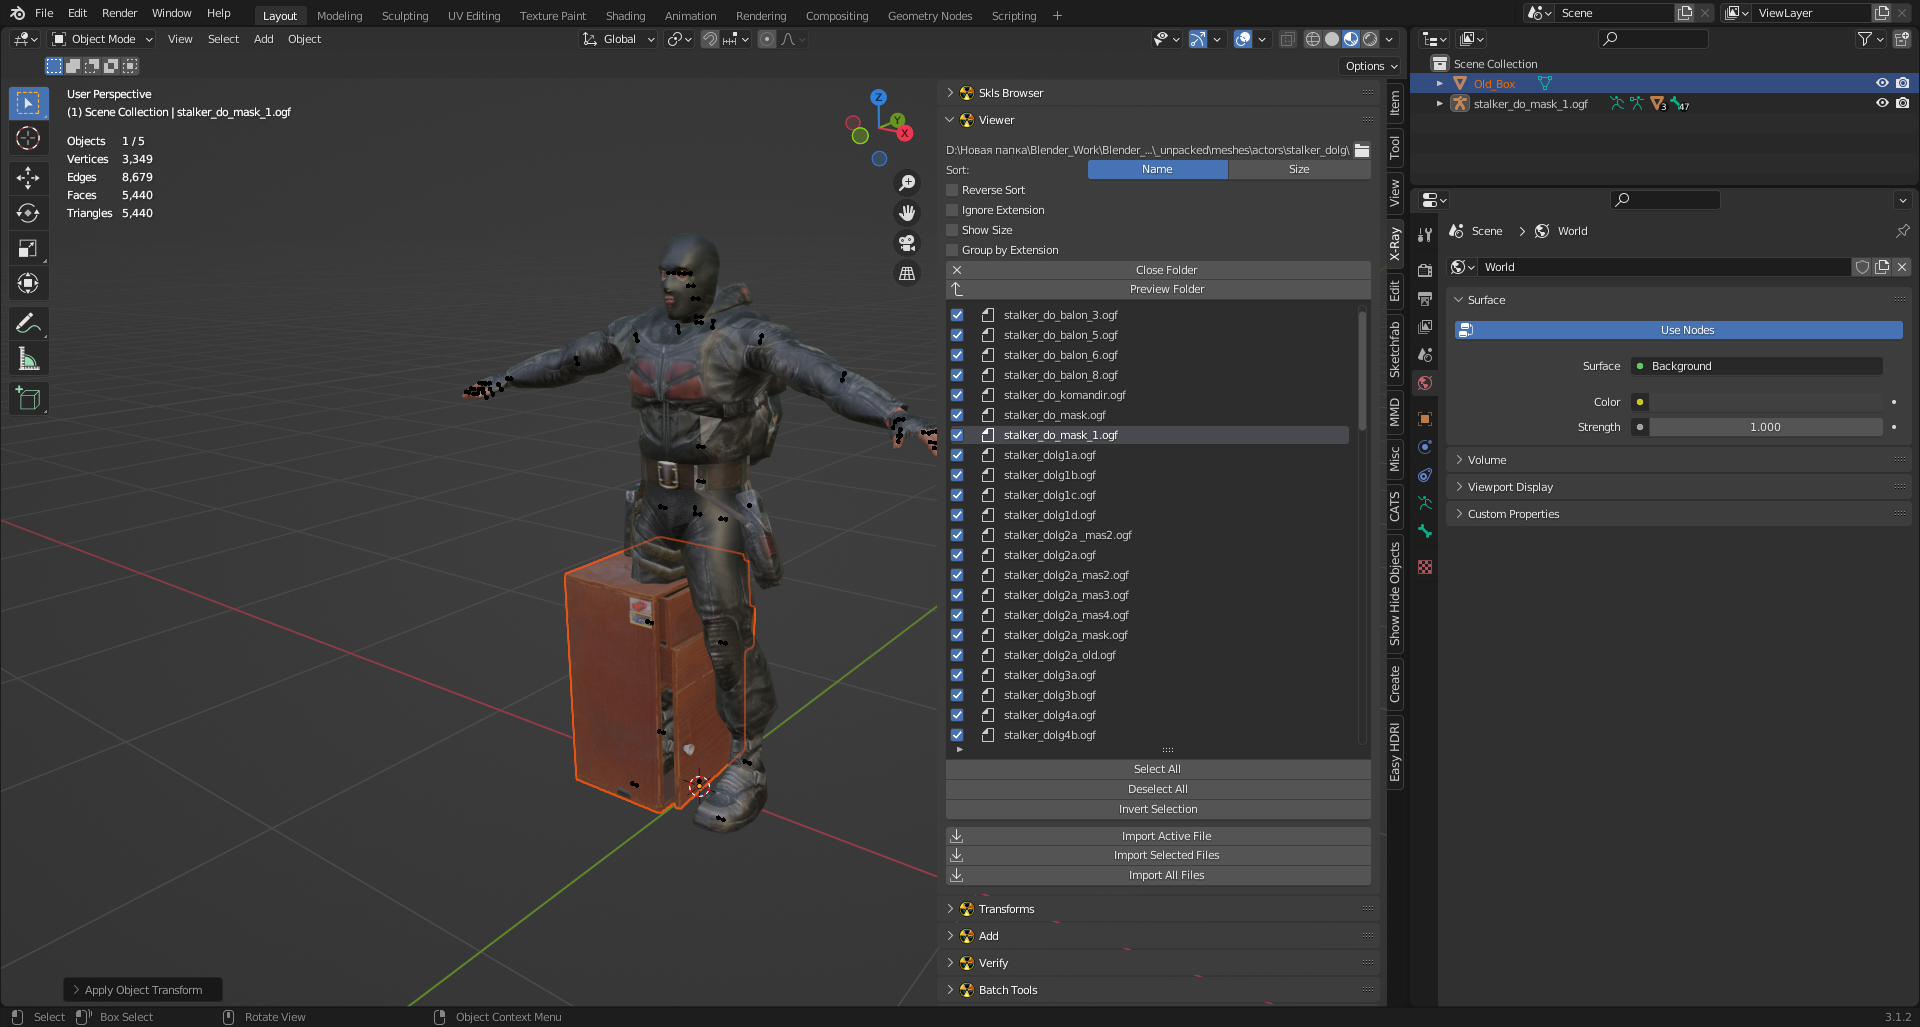 File Edit Render Window Help Layout Modeling Sculpting UV Editing Texture Paint Shading Animation Rendering Compositing Geometry Nodes Scripting + Scene ViewLayer
Object Mode View Select Add Object Global
Options
User Perspective
(1) Scene Collection | stalker_do_mask_1.ogf
Objects 1 / 5
Vertices 3,349
Edges 8,679
Faces 5,440
Triangles 5,440
Z
Y
X
Skls Browser
Viewer
D:\Новая папка\Blender_Work\Blender_...\_unpacked\meshes\actors\stalker_dolg\
Sort: Name Size
Reverse Sort
Ignore Extension
Show Size
Group by Extension
Close Folder
Preview Folder
stalker_do_balon_3.ogf
stalker_do_balon_5.ogf
stalker_do_balon_6.ogf
stalker_do_balon_8.ogf
stalker_do_komandir.ogf
stalker_do_mask.ogf
stalker_do_mask_1.ogf
stalker_dolg1a.ogf
stalker_dolg1b.ogf
stalker_dolg1c.ogf
stalker_dolg1d.ogf
stalker_dolg2a _mas2.ogf
stalker_dolg2a.ogf
stalker_dolg2a_mas2.ogf
stalker_dolg2a_mas3.ogf
stalker_dolg2a_mas4.ogf
stalker_dolg2a_mask.ogf
stalker_dolg2a_old.ogf
stalker_dolg3a.ogf
stalker_dolg3b.ogf
stalker_dolg4a.ogf
stalker_dolg4b.ogf
Select All
Deselect All
Invert Selection
Import Active File
Import Selected Files
Import All Files
Transforms
Add
Verify
Batch Tools
Item
Tool
View
X-Ray
Edit
Sketchfab
MMD
Misc
CATS
Show Hide Objects
Create
Easy HDRI
Scene Collection
Old_Box
stalker_do_mask_1.ogf 3 47
Scene World
World
Surface
Use Nodes
Surface Background
Color
Strength 1.000
Volume
Viewport Display
Custom Properties
Apply Object Transform
Select Box Select Rotate View Object Context Menu 3.1.2